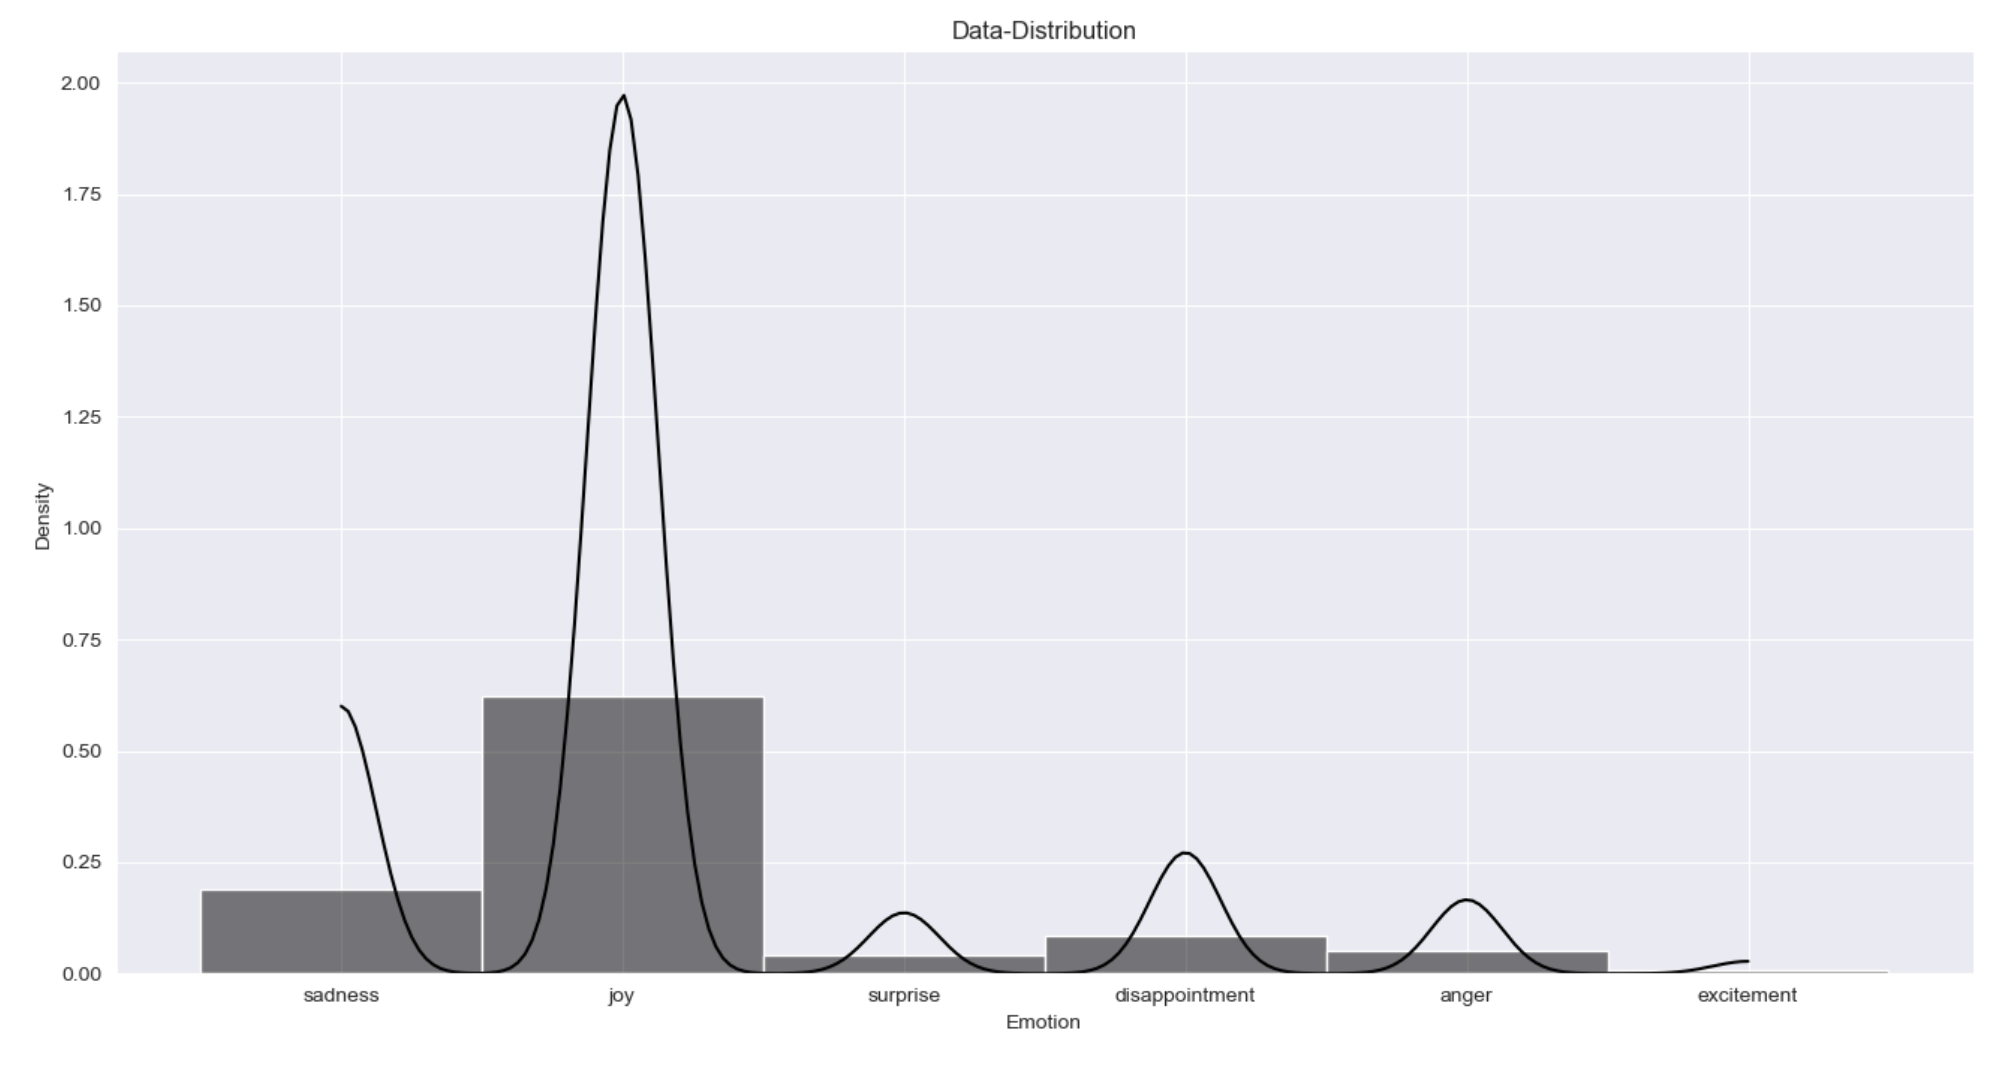 Data-Distribution
2.00
1.75
1.50
1.25
1.00
0.75
0.50
0.25
0.00
Density
sadness joy surprise disappointment anger excitement
Emotion